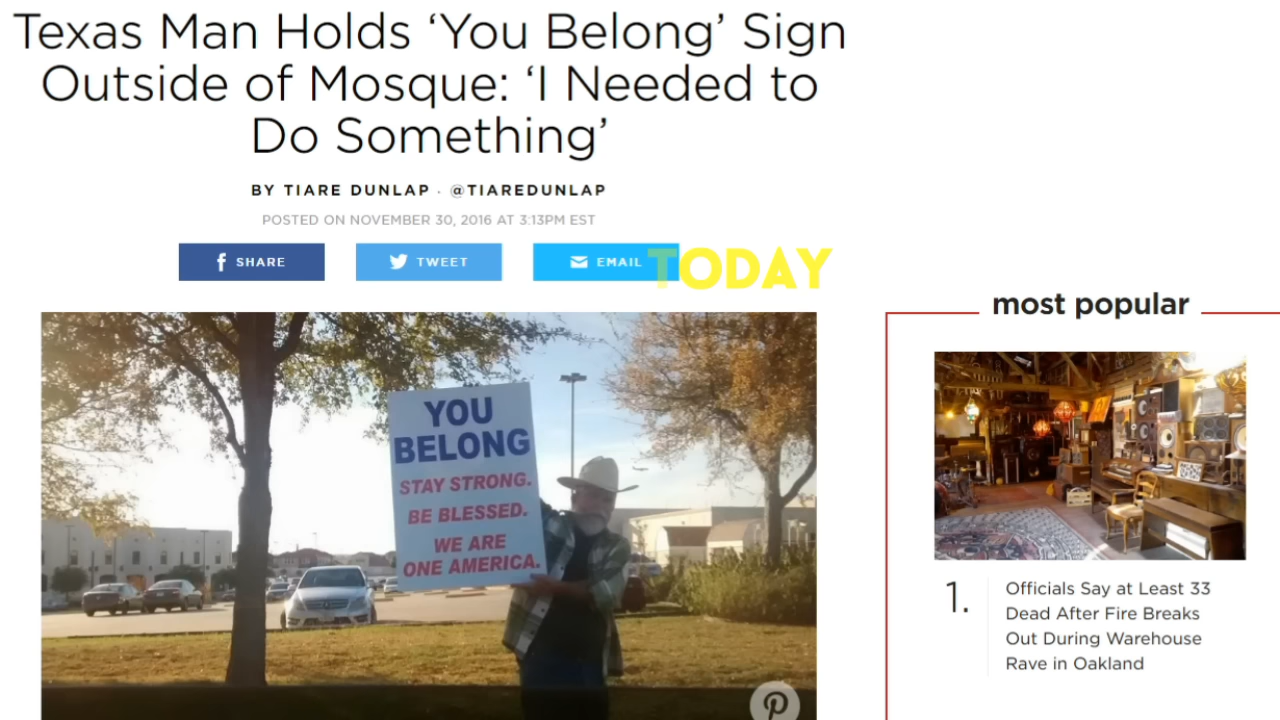 Texas Man Holds ‘You Belong’ Sign
Outside of Mosque: ‘I Needed to
Do Something’
BY TIARE DUNLAP · @TIAREDUNLAP
POSTED ON NOVEMBER 30, 2016 AT 3:13PM EST
SHARE
TWEET
EMAIL
TODAY
YOU
BELONG
STAY STRONG.
BE BLESSED.
WE ARE
ONE AMERICA.
most popular
1.
Officials Say at Least 33
Dead After Fire Breaks
Out During Warehouse
Rave in Oakland